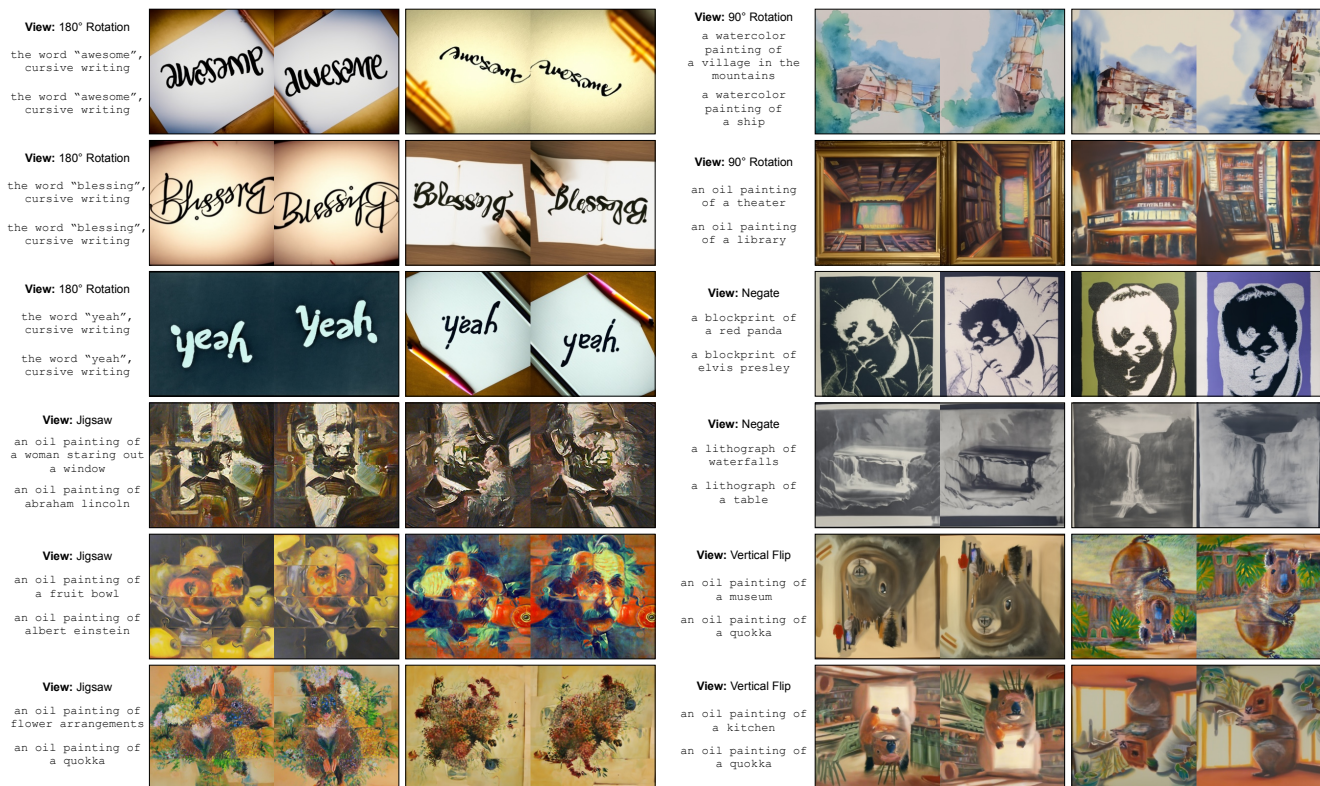 View: 180° Rotation
the word "awesome",
cursive writing
the word "awesome",
cursive writing
awesome
awesome
awesome
awesome
View: 180° Rotation
the word "blessing",
cursive writing
the word "blessing",
cursive writing
Blessing
Blessing
Blessing
Blessing
View: 180° Rotation
the word "yeah",
cursive writing
the word "yeah",
cursive writing
yeah
yeah
yeah
yeah
View: Jigsaw
an oil painting of
a woman staring out
a window
an oil painting of
abraham lincoln
View: Jigsaw
an oil painting of
a fruit bowl
an oil painting of
albert einstein
View: Jigsaw
an oil painting of
flower arrangements
an oil painting of
a quokka
View: 90° Rotation
a watercolor
painting of
a village in the
mountains
a watercolor
painting of
a ship
View: 90° Rotation
an oil painting
of a theater
an oil painting
of a library
View: Negate
a blockprint of
a red panda
a blockprint of
elvis presley
View: Negate
a lithograph of
waterfalls
a lithograph of
a table
View: Vertical Flip
an oil painting of
a museum
an oil painting of
a quokka
View: Vertical Flip
an oil painting of
a kitchen
an oil painting of
a quokka